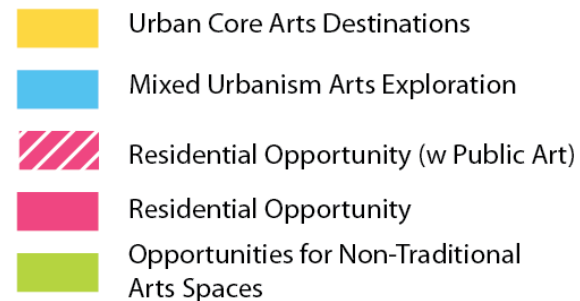 Urban Core Arts Destinations
Mixed Urbanism Arts Exploration
Residential Opportunity (w Public Art)
Residential Opportunity
Opportunities for Non-Traditional
Arts Spaces